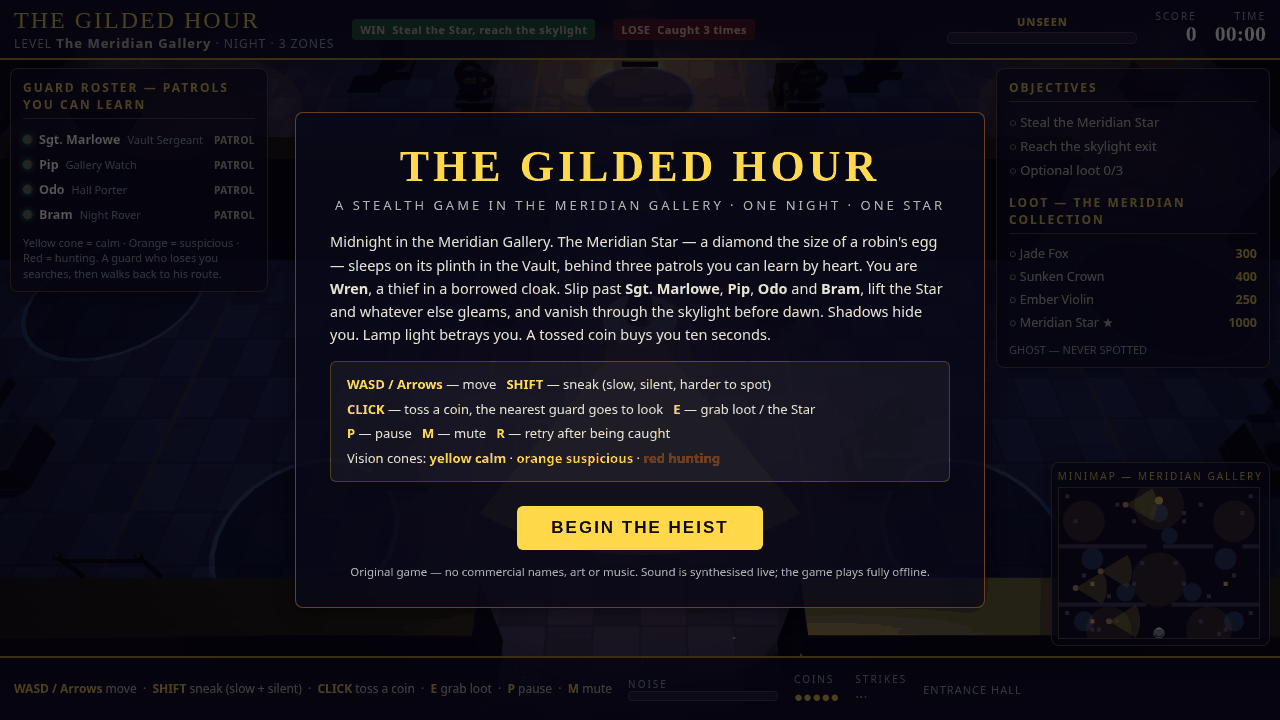 THE GILDED HOUR
LEVEL The Meridian Gallery · NIGHT · 3 ZONES
WIN Steal the Star, reach the skylight
LOSE Caught 3 times
UNSEEN
SCORE
0
TIME
00:00
GUARD ROSTER — PATROLS
YOU CAN LEARN
Sgt. Marlowe Vault Sergeant PATROL
Pip Gallery Watch PATROL
Odo Hall Porter PATROL
Bram Night Rover PATROL
Yellow cone = calm · Orange = suspicious ·
Red = hunting. A guard who loses you
searches, then walks back to his route.
THE GILDED HOUR
A STEALTH GAME IN THE MERIDIAN GALLERY · ONE NIGHT · ONE STAR
Midnight in the Meridian Gallery. The Meridian Star — a diamond the size of a robin's egg
— sleeps on its plinth in the Vault, behind three patrols you can learn by heart. You are
Wren, a thief in a borrowed cloak. Slip past Sgt. Marlowe, Pip, Odo and Bram, lift the Star
and whatever else gleams, and vanish through the skylight before dawn. Shadows hide
you. Lamp light betrays you. A tossed coin buys you ten seconds.
WASD / Arrows — move SHIFT — sneak (slow, silent, harder to spot)
CLICK — toss a coin, the nearest guard goes to look E — grab loot / the Star
P — pause M — mute R — retry after being caught
Vision cones: yellow calm · orange suspicious · red hunting
BEGIN THE HEIST
Original game — no commercial names, art or music. Sound is synthesised live; the game plays fully offline.
OBJECTIVES
○ Steal the Meridian Star
○ Reach the skylight exit
○ Optional loot 0/3
LOOT — THE MERIDIAN
COLLECTION
○ Jade Fox 300
○ Sunken Crown 400
○ Ember Violin 250
○ Meridian Star ★ 1000
GHOST — NEVER SPOTTED
MINIMAP — MERIDIAN GALLERY
WASD / Arrows move · SHIFT sneak (slow + silent) · CLICK toss a coin · E grab loot · P pause · M mute
NOISE
COINS
●●●●●
STRIKES
···
ENTRANCE HALL